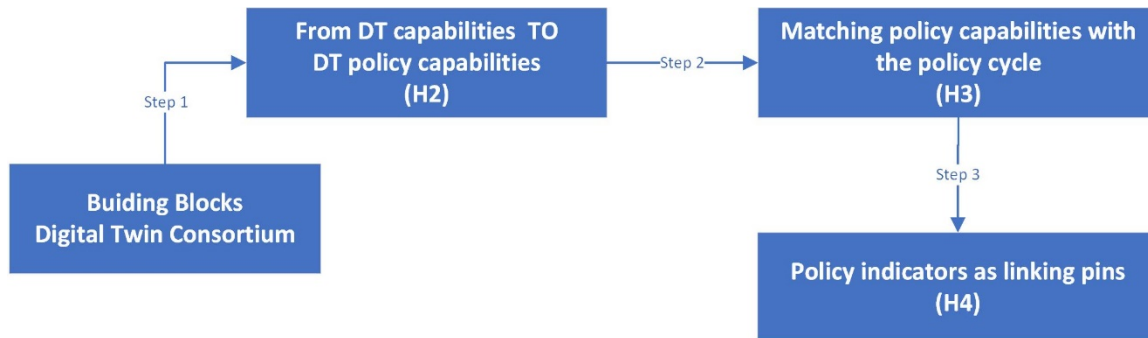 Buiding Blocks
Digital Twin Consortium
Step 1
From DT capabilities  TO
DT policy capabilities
(H2)
Step 2
Matching policy capabilities with
the policy cycle
(H3)
Step 3
Policy indicators as linking pins
(H4)